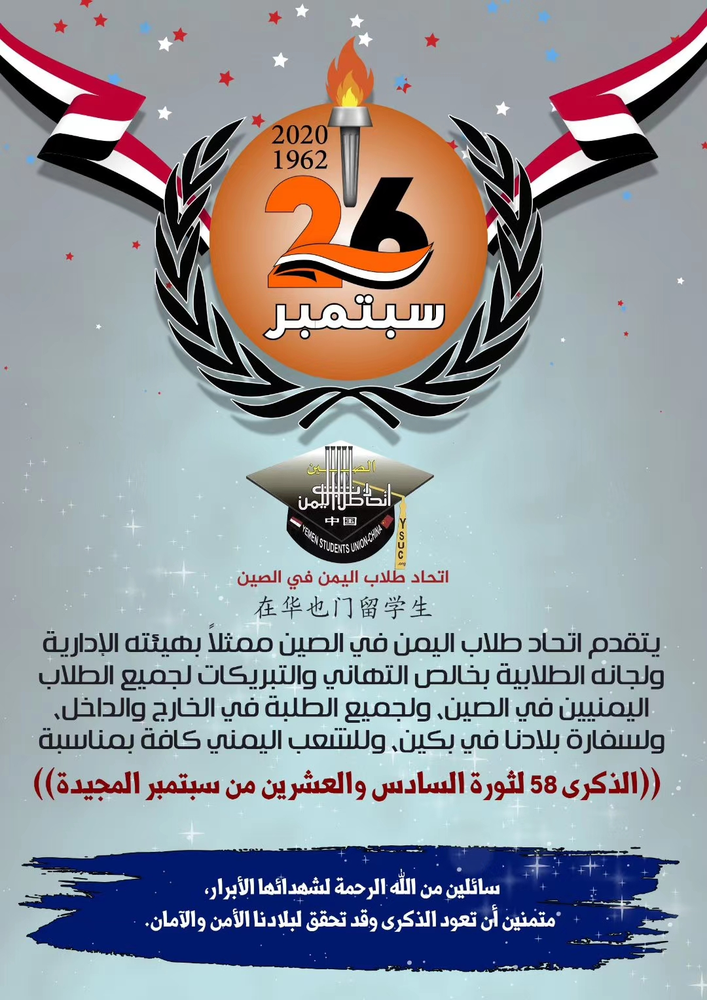 2020
1962
26
سبتمبر
الصين
اتحاد طلاب اليمن
中国
YEMEN STUDENTS UNION-CHINA
YSUC
.org
اتحاد طلاب اليمن في الصين
在华也门留学生
يتقدم اتحاد طلاب اليمن في الصين ممثلاً بهيئته الإدارية
ولجانه الطلابية بخالص التهاني والتبريكات لجميع الطلاب
اليمنيين في الصين، ولجميع الطلبة في الخارج والداخل،
ولسفارة بلادنا في بكين، وللشعب اليمني كافة بمناسبة
((الذكرى 58 لثورة السادس والعشرين من سبتمبر المجيدة))
سائلين من الله الرحمة لشهدائها الأبرار،
متمنين أن تعود الذكرى وقد تحقق لبلادنا الأمن والآمان.